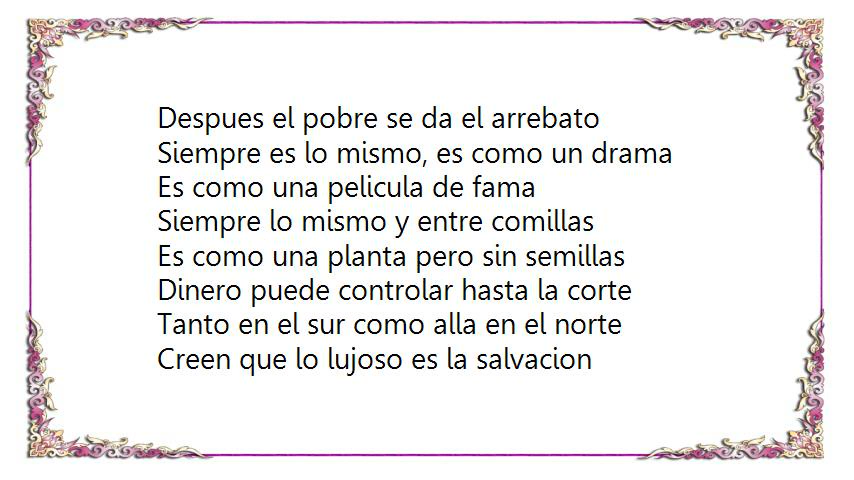 Despues el pobre se da el arrebato
Siempre es lo mismo, es como un drama
Es como una pelicula de fama
Siempre lo mismo y entre comillas
Es como una planta pero sin semillas
Dinero puede controlar hasta la corte
Tanto en el sur como alla en el norte
Creen que lo lujoso es la salvacion